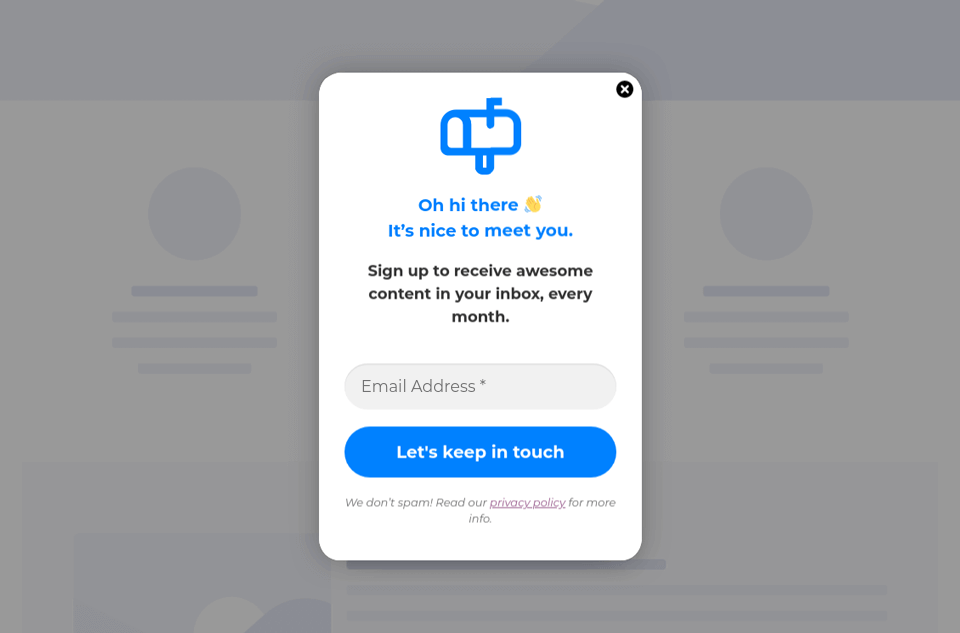 Oh hi there 👋
It’s nice to meet you.
Sign up to receive awesome
content in your inbox, every
month.
Email Address *
Let's keep in touch
We don’t spam! Read our privacy policy for more
info.